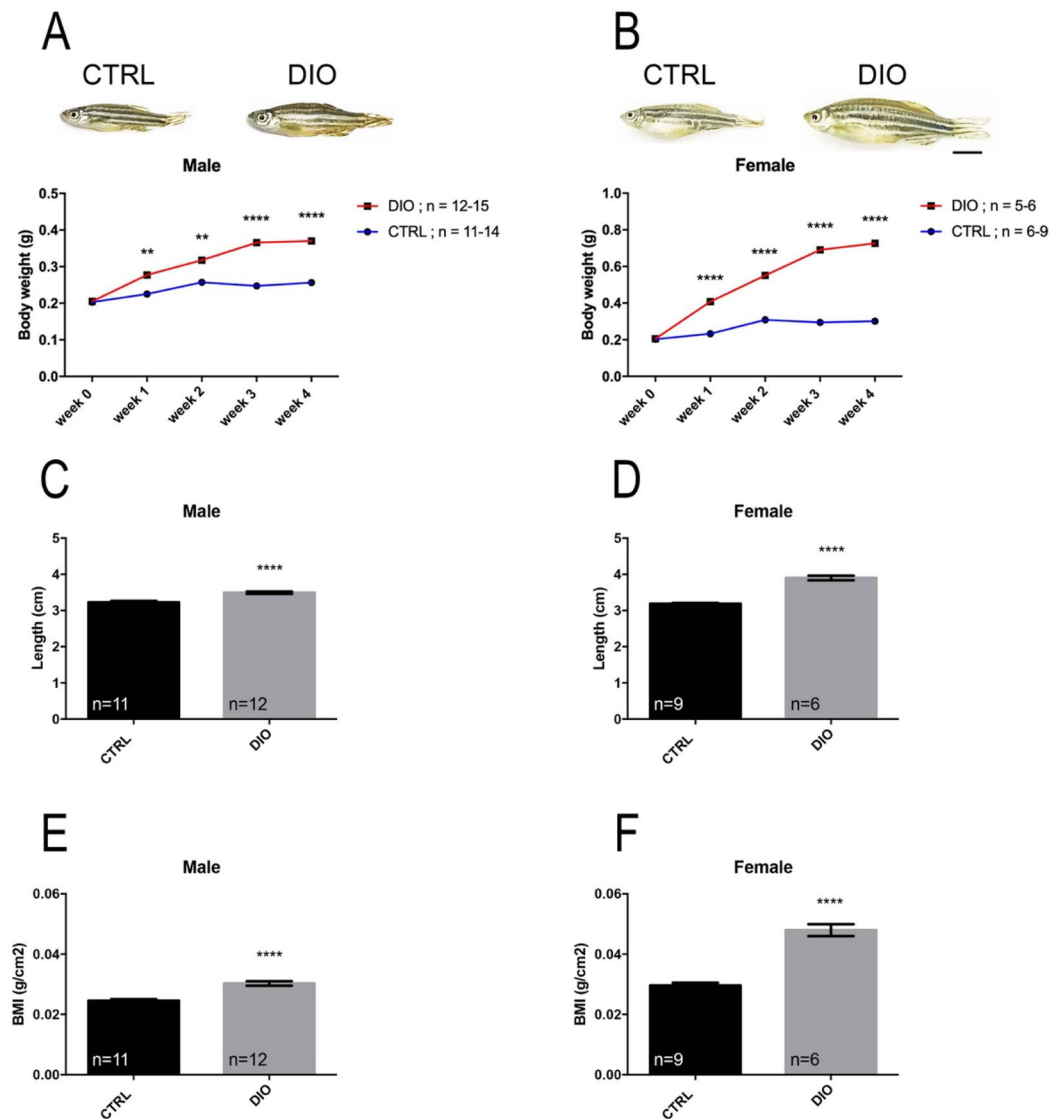 A
CTRL DIO
Male
Body weight (g)
0.5
0.4
0.3
0.2
0.1
0.0
** ** **** ****
DIO ; n = 12-15
CTRL ; n = 11-14
week 0 week 1 week 2 week 3 week 4
B
CTRL DIO
Female
Body weight (g)
1.0
0.8
0.6
0.4
0.2
0.0
**** **** **** ****
DIO ; n = 5-6
CTRL ; n = 6-9
week 0 week 1 week 2 week 3 week 4
C
Male
Length (cm)
5
4
3
2
1
0
****
n=11 n=12
CTRL DIO
D
Female
Length (cm)
5
4
3
2
1
0
****
n=9 n=6
CTRL DIO
E
Male
BMI (g/cm2)
0.06
0.04
0.02
0.00
****
n=11 n=12
CTRL DIO
F
Female
BMI (g/cm2)
0.06
0.04
0.02
0.00
****
n=9 n=6
CTRL DIO